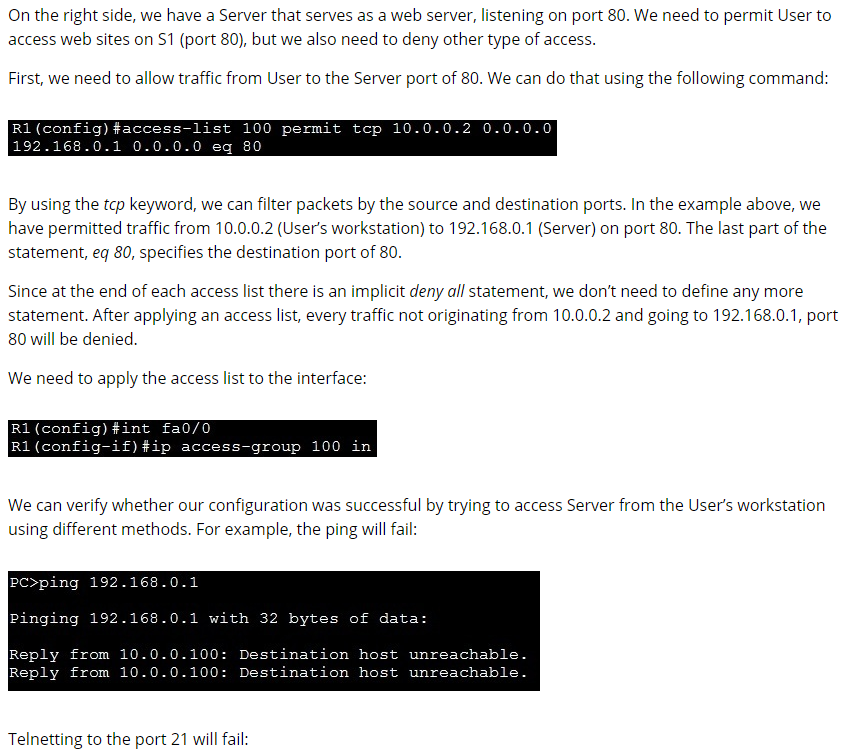 On the right side, we have a Server that serves as a web server, listening on port 80. We need to permit User to
access web sites on S1 (port 80), but we also need to deny other type of access.
First, we need to allow traffic from User to the Server port of 80. We can do that using the following command:
R1(config)#access-list 100 permit tcp 10.0.0.2 0.0.0.0
192.168.0.1 0.0.0.0 eq 80
By using the tcp keyword, we can filter packets by the source and destination ports. In the example above, we
have permitted traffic from 10.0.0.2 (User’s workstation) to 192.168.0.1 (Server) on port 80. The last part of the
statement, eq 80, specifies the destination port of 80.
Since at the end of each access list there is an implicit deny all statement, we don’t need to define any more
statement. After applying an access list, every traffic not originating from 10.0.0.2 and going to 192.168.0.1, port
80 will be denied.
We need to apply the access list to the interface:
R1(config)#int fa0/0
R1(config-if)#ip access-group 100 in
We can verify whether our configuration was successful by trying to access Server from the User’s workstation
using different methods. For example, the ping will fail:
PC>ping 192.168.0.1
Pinging 192.168.0.1 with 32 bytes of data:
Reply from 10.0.0.100: Destination host unreachable.
Reply from 10.0.0.100: Destination host unreachable.
Telnetting to the port 21 will fail: